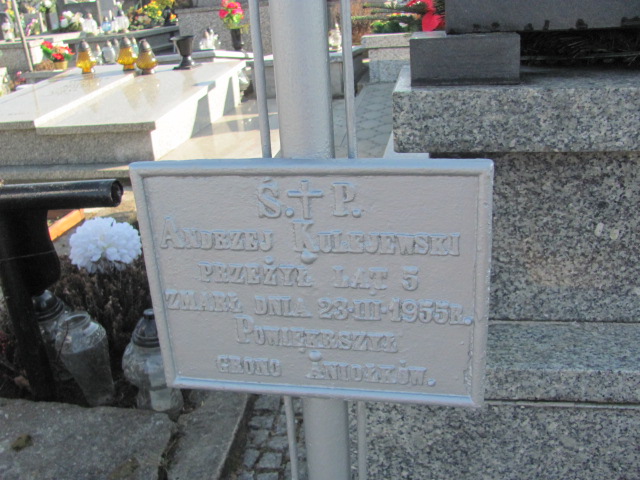 Ś. † P.
Andrzej Kulejewski
przeżył lat 5
zmarł dnia 23-III-1955r.
Powiększył
grono Aniołków.